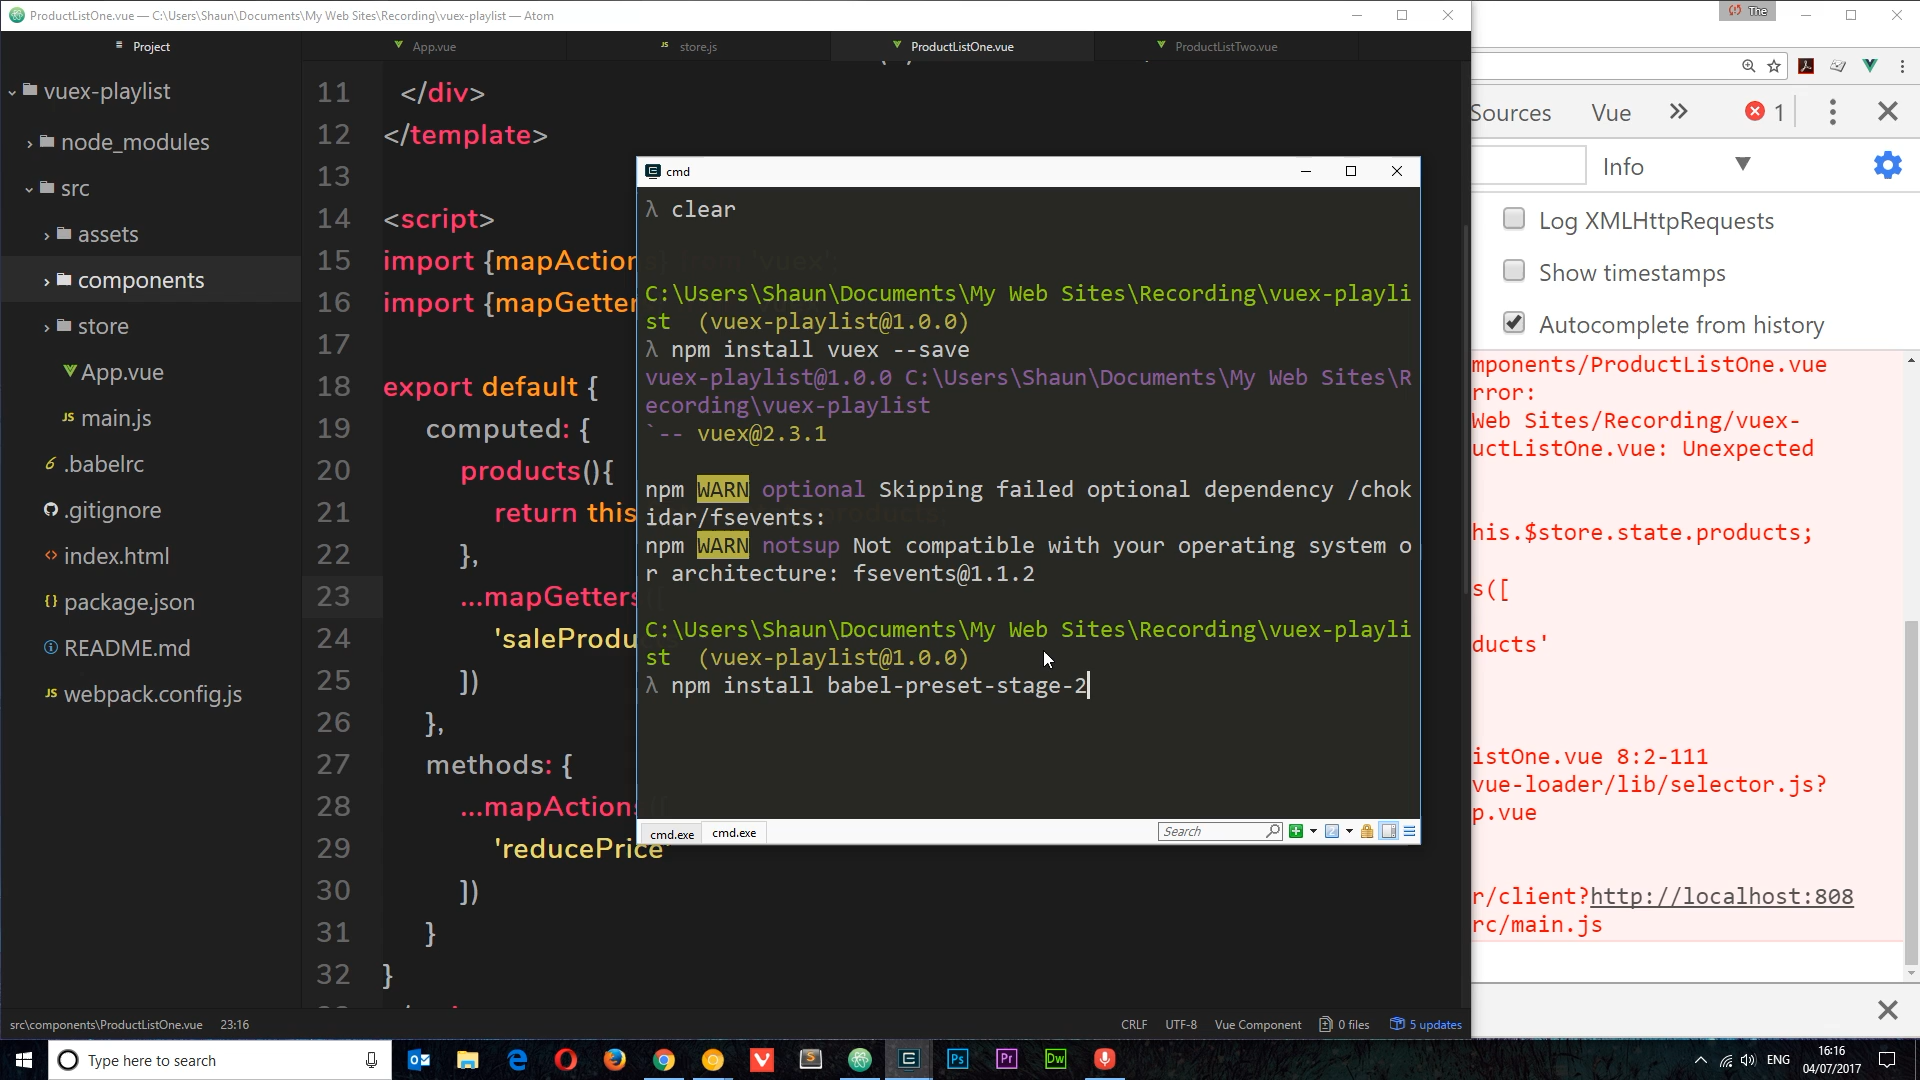 ProductListOne.vue — C:\Users\Shaun\Documents\My Web Sites\Recording\vuex-playlist — Atom
The
Project
App.vue
store.js
ProductListOne.vue
ProductListTwo.vue
vuex-playlist
node_modules
src
assets
components
store
App.vue
main.js
.babelrc
.gitignore
index.html
package.json
README.md
webpack.config.js
11 </div>
12 </template>
13
14 <script>
15 import {mapActions} from 'vuex';
16 import {mapGetter
17
18 export default {
19 computed: {
20 products(){
21 return this
22 },
23 ...mapGetters([
24 'saleProdu
25 ])
26 },
27 methods: {
28 ...mapActions([
29 'reducePrice'
30 ])
31 }
32 }
cmd
λ clear
C:\Users\Shaun\Documents\My Web Sites\Recording\vuex-playli
st (vuex-playlist@1.0.0)
λ npm install vuex --save
vuex-playlist@1.0.0 C:\Users\Shaun\Documents\My Web Sites\R
ecording\vuex-playlist
`-- vuex@2.3.1
npm WARN optional Skipping failed optional dependency /chok
idar/fsevents:
npm WARN notsup Not compatible with your operating system o
r architecture: fsevents@1.1.2
C:\Users\Shaun\Documents\My Web Sites\Recording\vuex-playli
st (vuex-playlist@1.0.0)
λ npm install babel-preset-stage-2
cmd.exe
cmd.exe
Search
Sources
Vue
1
Info
Log XMLHttpRequests
Show timestamps
Autocomplete from history
mponents/ProductListOne.vue
rror:
Web Sites/Recording/vuex-
uctListOne.vue: Unexpected
his.$store.state.products;
s([
ducts'
istOne.vue 8:2-111
vue-loader/lib/selector.js?
p.vue
r/client?http://localhost:808
rc/main.js
src\components\ProductListOne.vue 23:16
CRLF UTF-8 Vue Component 0 files 5 updates
Type here to search
Ps
Pr
Dw
ENG
16:16
04/07/2017